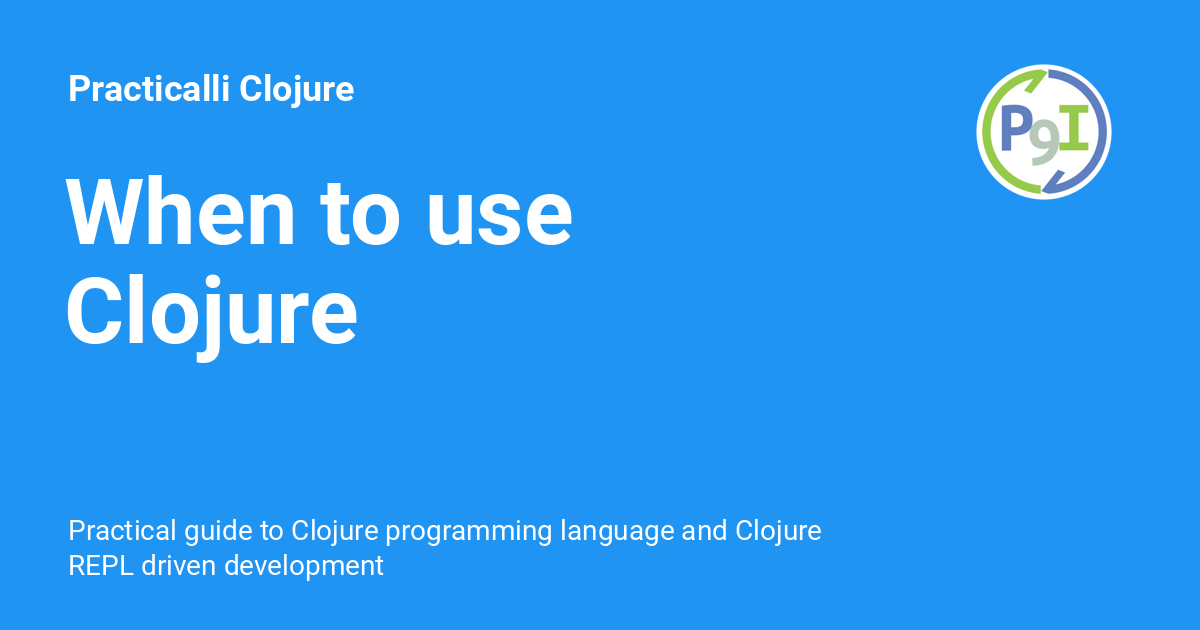 Practicalli Clojure
P9I
When to use
Clojure
Practical guide to Clojure programming language and Clojure
REPL driven development